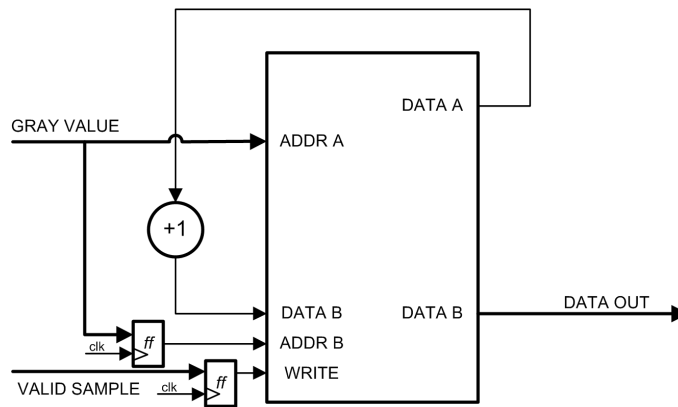 DATA A
GRAY VALUE
ADDR A
+1
DATA B
DATA B
DATA OUT
ff
clk
ADDR B
ff
WRITE
VALID SAMPLE
clk